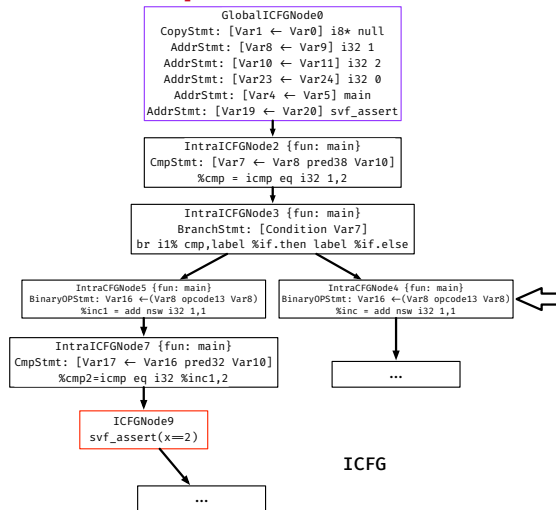 GlobalICFGNode0
CopyStmt: [Var1 ← Var0] i8* null
AddrStmt: [Var8 ← Var9] i32 1
AddrStmt: [Var10 ← Var11] i32 2
AddrStmt: [Var23 ← Var24] i32 0
AddrStmt: [Var4 ← Var5] main
AddrStmt: [Var19 ← Var20] svf_assert
IntraICFGNode2 {fun: main}
CmpStmt: [Var7 ← Var8 pred38 Var10]
%cmp = icmp eq i32 1,2
IntraICFGNode3 {fun: main}
BranchStmt: [Condition Var7]
br i1% cmp,label %if.then label %if.else
IntraCFGNode5 {fun: main}
BinaryOPStmt: Var16 ←(Var8 opcode13 Var8)
%inc1 = add nsw i32 1,1
IntraCFGNode4 {fun: main}
BinaryOPStmt: Var16 ←(Var8 opcode13 Var8)
%inc = add nsw i32 1,1
IntraICFGNode7 {fun: main}
CmpStmt: [Var17 ← Var16 pred32 Var10]
%cmp2=icmp eq i32 %inc1,2
...
ICFGNode9
svf_assert(x==2)
ICFG
...